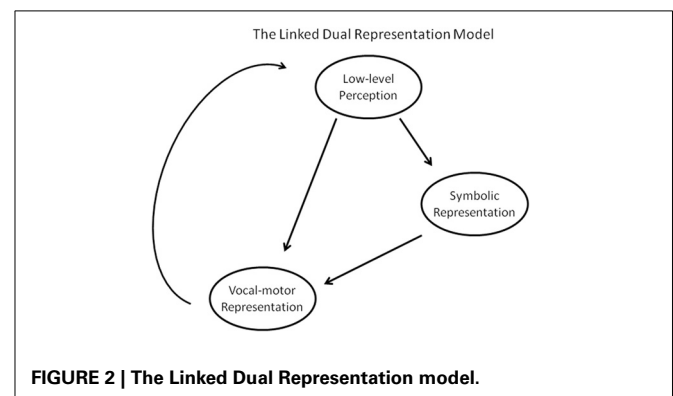 The Linked Dual Representation Model
Low-level
Perception
Symbolic
Representation
Vocal-motor
Representation
FIGURE 2 | The Linked Dual Representation model.